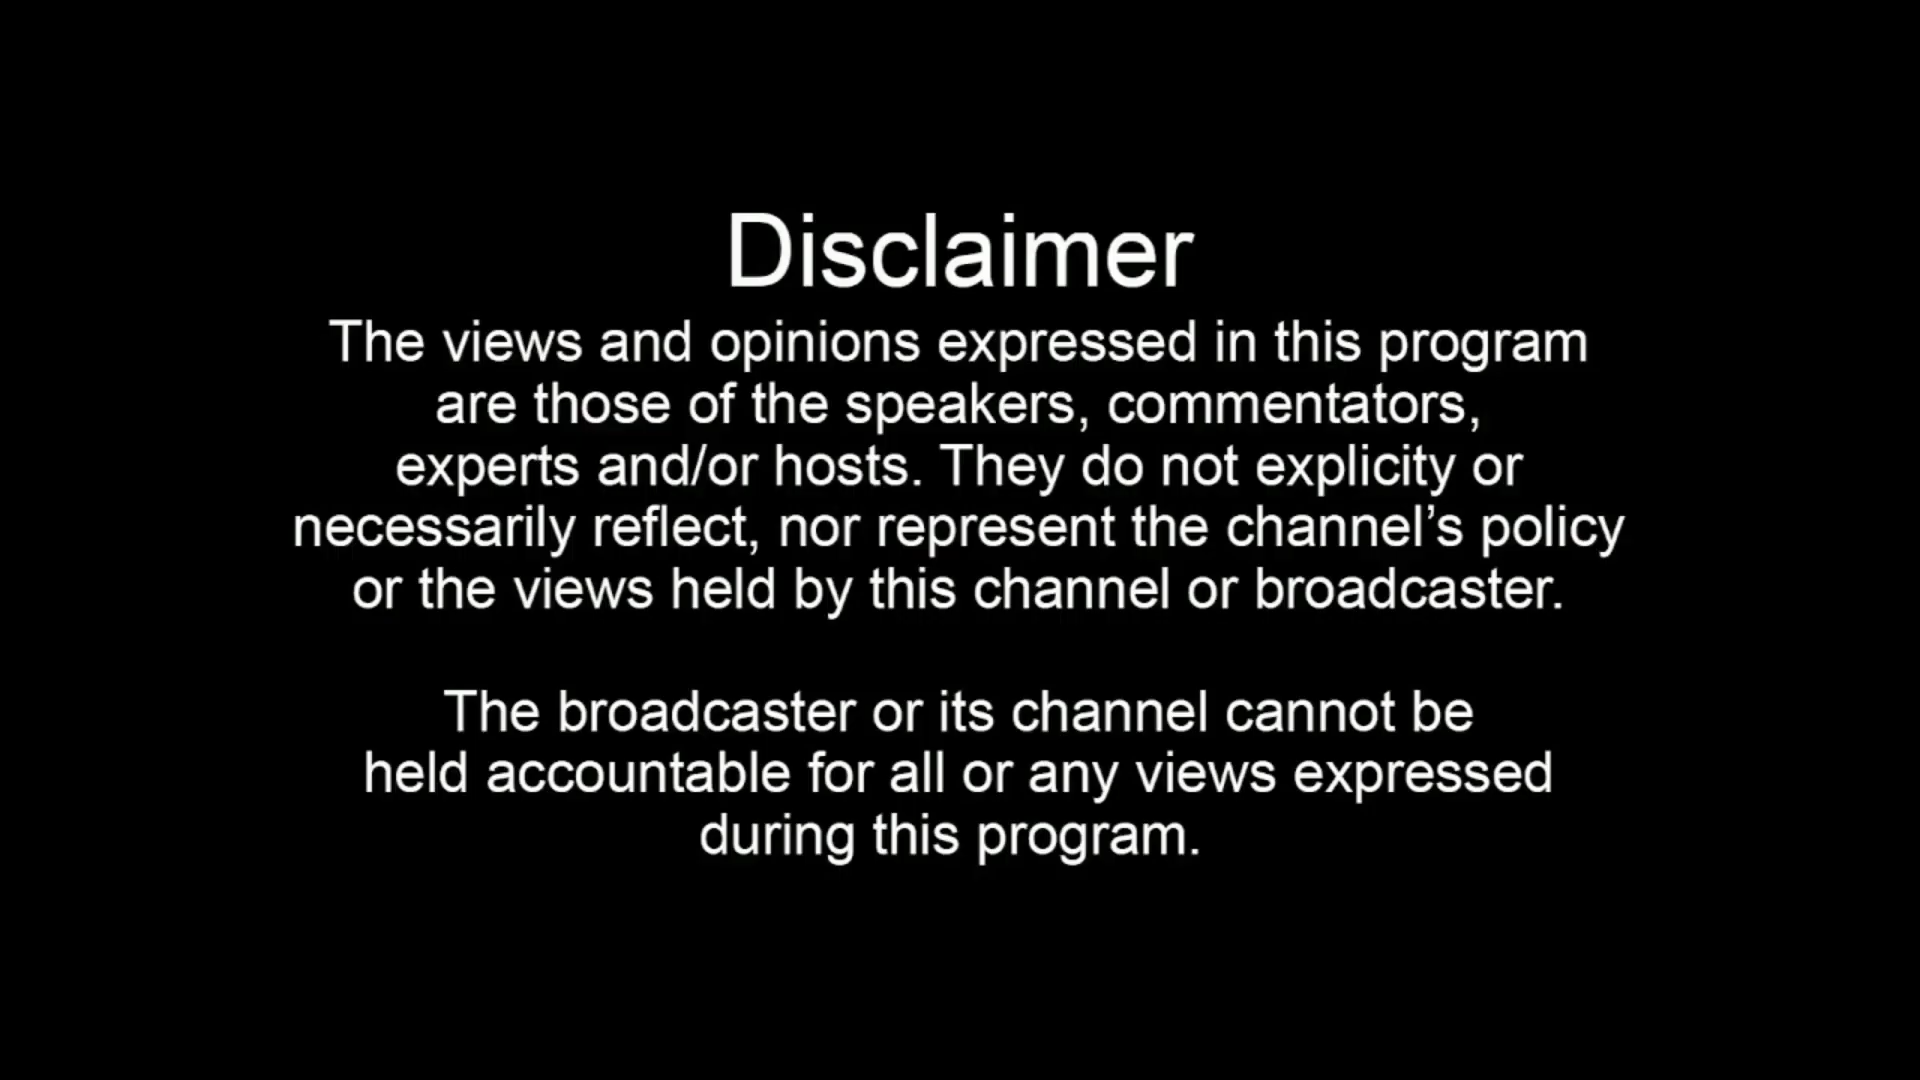 Disclaimer
The views and opinions expressed in this program
are those of the speakers, commentators,
experts and/or hosts. They do not explicity or
necessarily reflect, nor represent the channel’s policy
or the views held by this channel or broadcaster.
The broadcaster or its channel cannot be
held accountable for all or any views expressed
during this program.